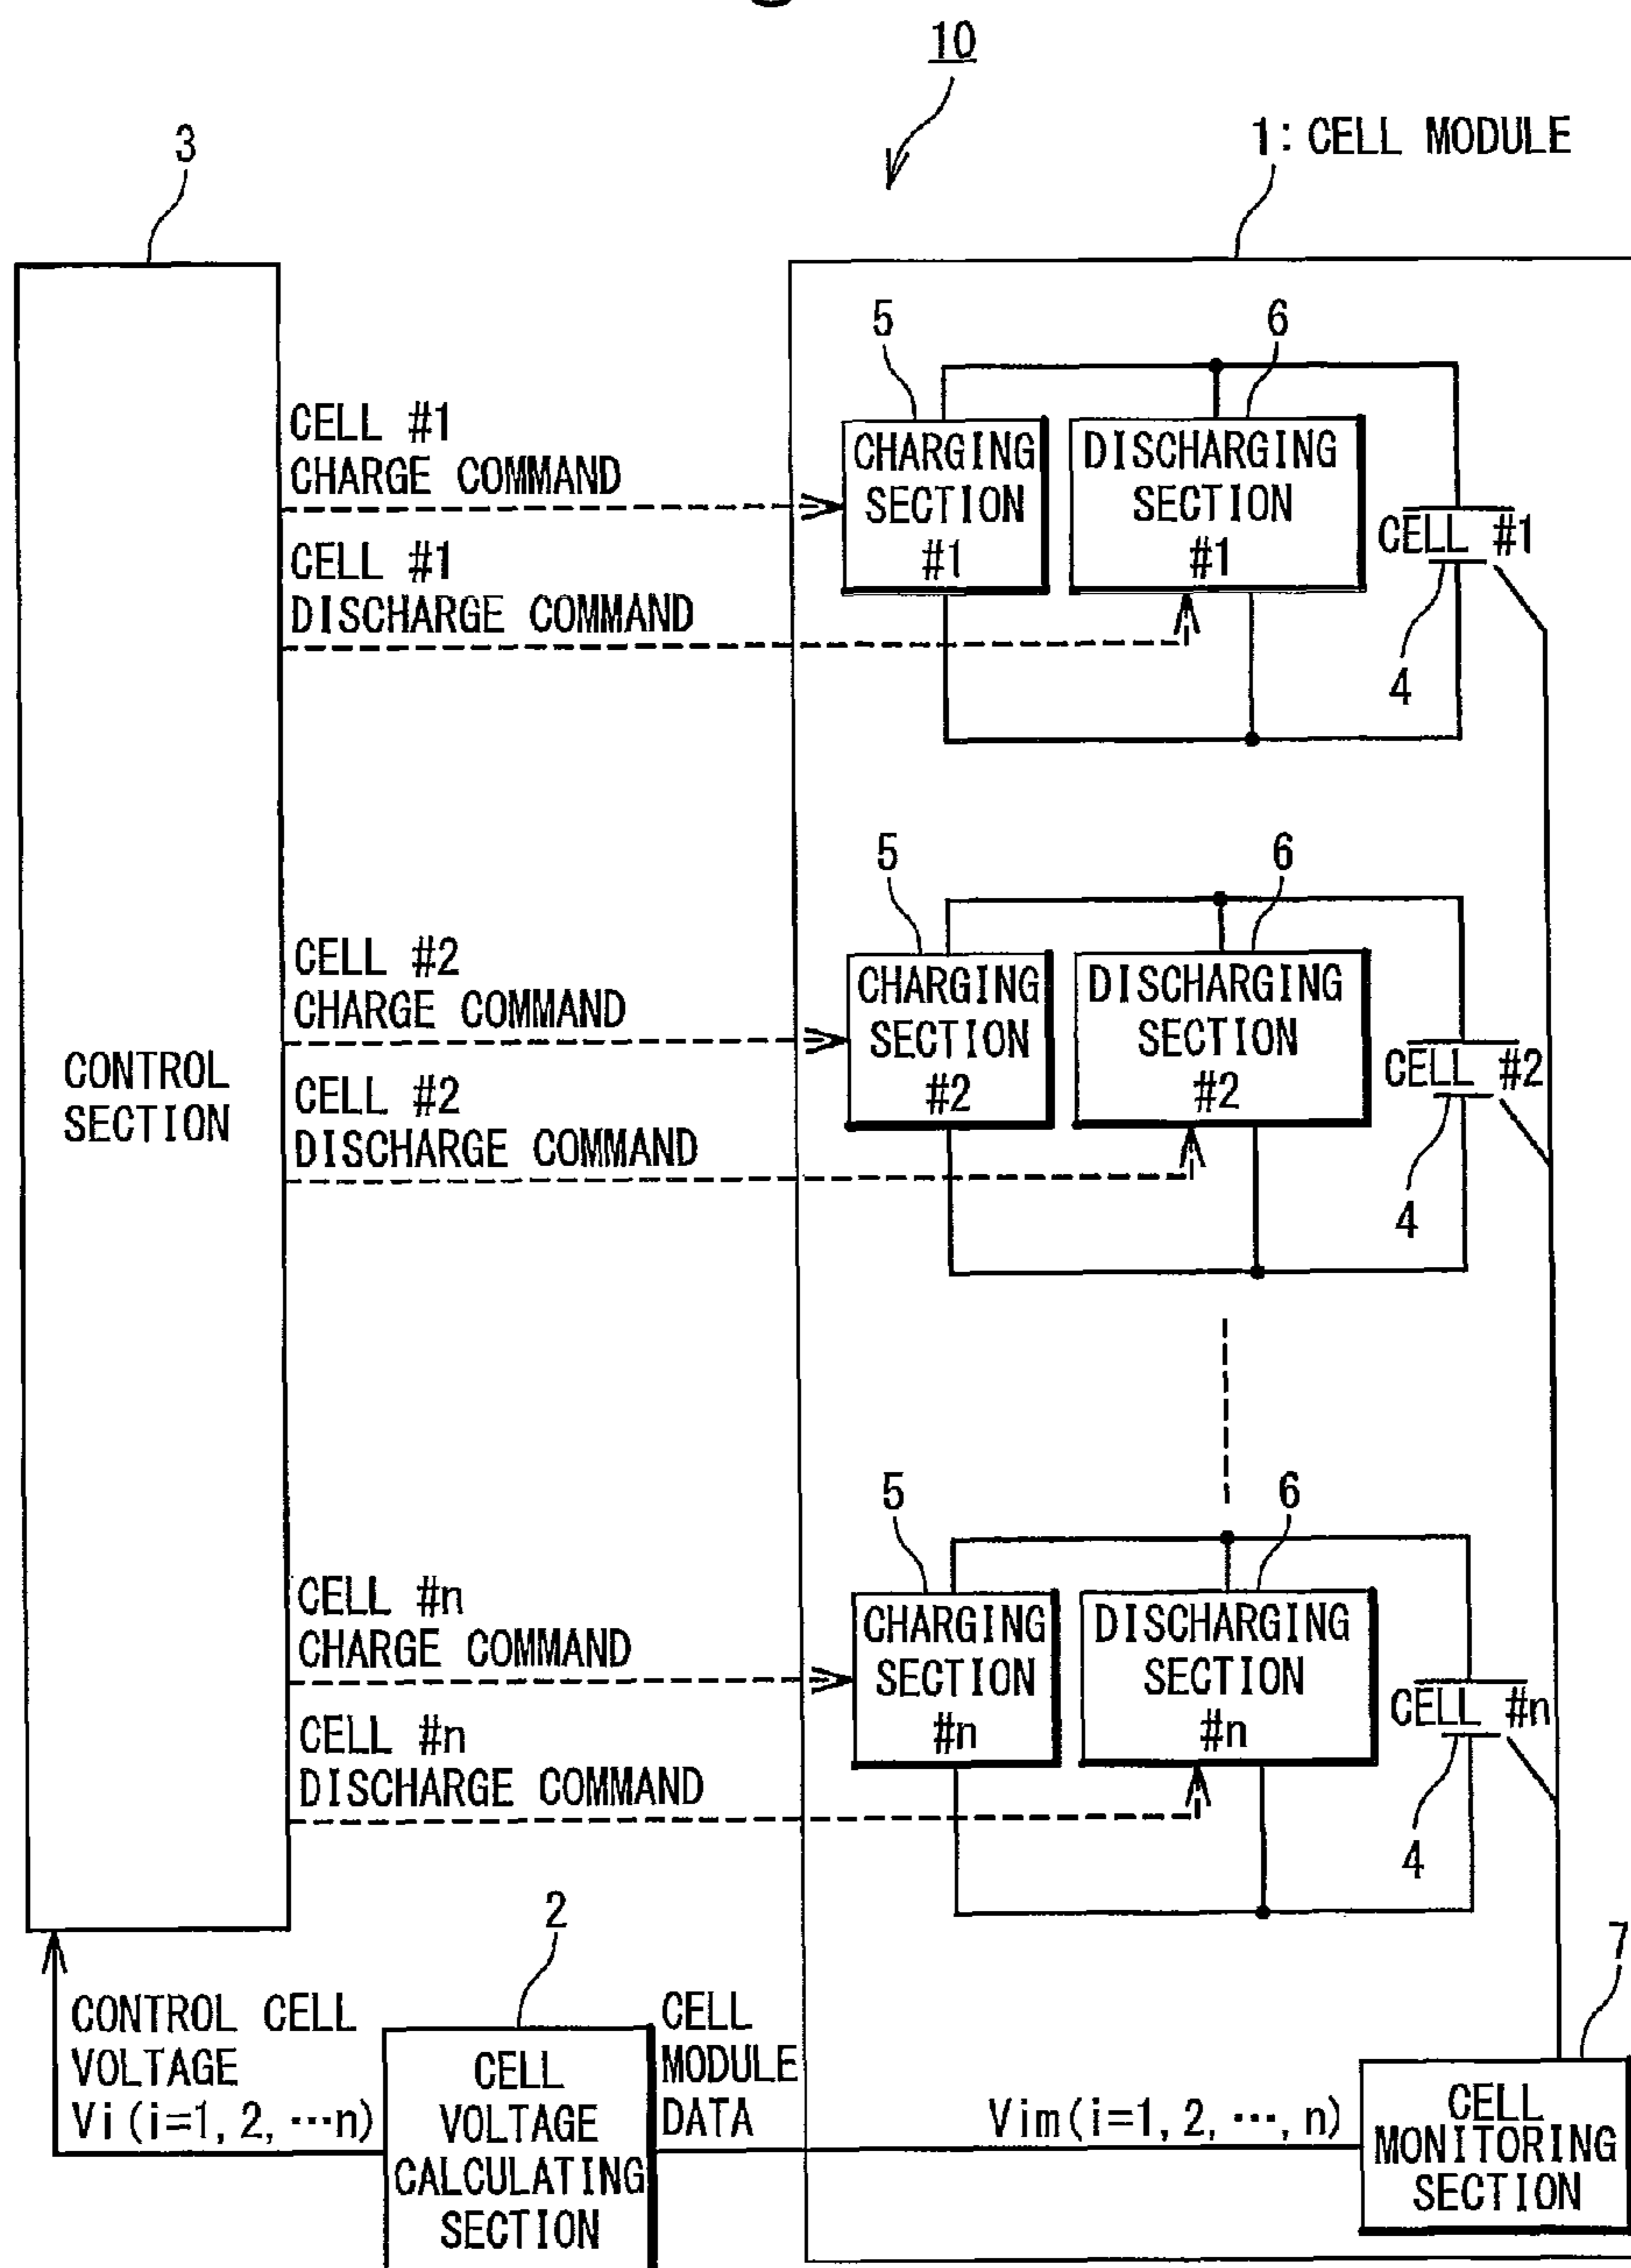 10
3
1: CELL MODULE
5
6
CELL #1
CHARGE COMMAND
CHARGING
SECTION
#1
DISCHARGING
SECTION
#1
CELL #1
CELL #1
DISCHARGE COMMAND
4
5
6
CELL #2
CHARGE COMMAND
CHARGING
SECTION
#2
DISCHARGING
SECTION
#2
CELL #2
CONTROL
SECTION
CELL #2
DISCHARGE COMMAND
4
5
6
CELL #n
CHARGE COMMAND
CHARGING
SECTION
#n
DISCHARGING
SECTION
#n
CELL #n
CELL #n
DISCHARGE COMMAND
4
2
7
CONTROL CELL
VOLTAGE
Vi(i=1, 2, ···n)
CELL
VOLTAGE
CALCULATING
SECTION
CELL
MODULE
DATA
Vim(i=1, 2, ···, n)
CELL
MONITORING
SECTION